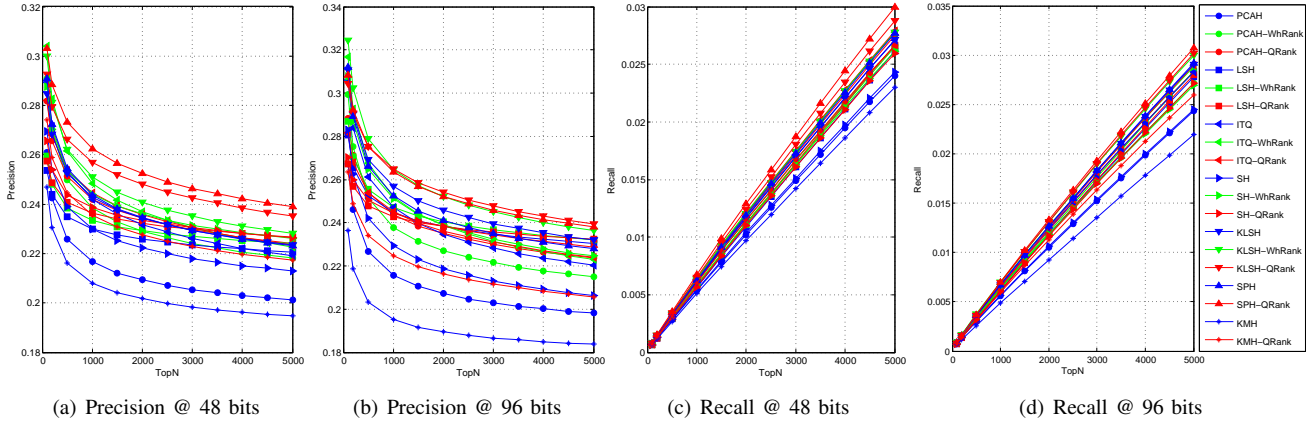 0.32
0.3
0.28
0.26
0.24
0.22
0.2
0.18
Precision
0 1000 2000 3000 4000 5000
TopN
(a) Precision @ 48 bits
0.34
0.32
0.3
0.28
0.26
0.24
0.22
0.2
0.18
Precision
0 1000 2000 3000 4000 5000
TopN
(b) Precision @ 96 bits
0.03
0.025
0.02
0.015
0.01
0.005
0
Recall
0 1000 2000 3000 4000 5000
TopN
(c) Recall @ 48 bits
0.035
0.03
0.025
0.02
0.015
0.01
0.005
0
Recall
0 1000 2000 3000 4000 5000
TopN
(d) Recall @ 96 bits
PCAH
PCAH-WhRank
PCAH-QRank
LSH
LSH-WhRank
LSH-QRank
ITQ
ITQ-WhRank
ITQ-QRank
SH
SH-WhRank
SH-QRank
KLSH
KLSH-WhRank
KLSH-QRank
SPH
SPH-QRank
KMH
KMH-QRank